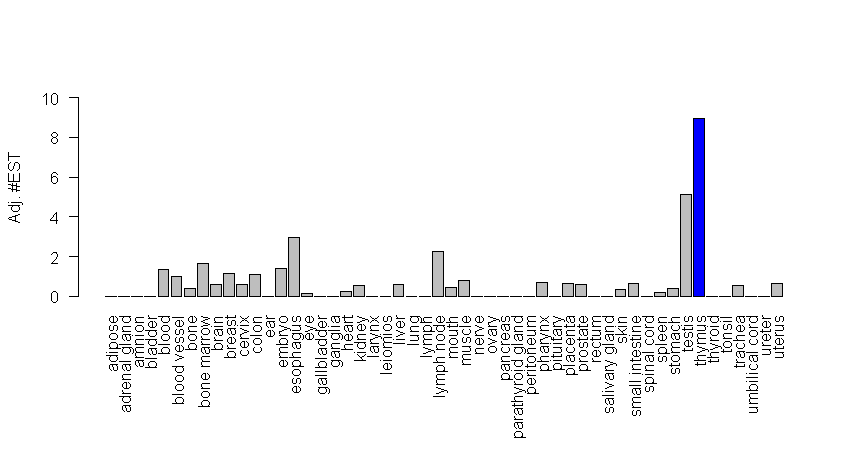 Adj. #EST
10
8
6
4
2
0
adipose
adrenal gland
amnion
bladder
blood
blood vessel
bone
bone marrow
brain
breast
cervix
colon
ear
embryo
esophagus
eye
gallbladder
ganglia
heart
kidney
larynx
leiomios
liver
lung
lymph
lymph node
mouth
muscle
nerve
ovary
pancreas
parathyroid gland
peritoneum
pharynx
pituitary
placenta
prostate
rectum
salivary gland
skin
small intestine
spinal cord
spleen
stomach
testis
thymus
thyroid
tonsil
trachea
umbilical cord
ureter
uterus